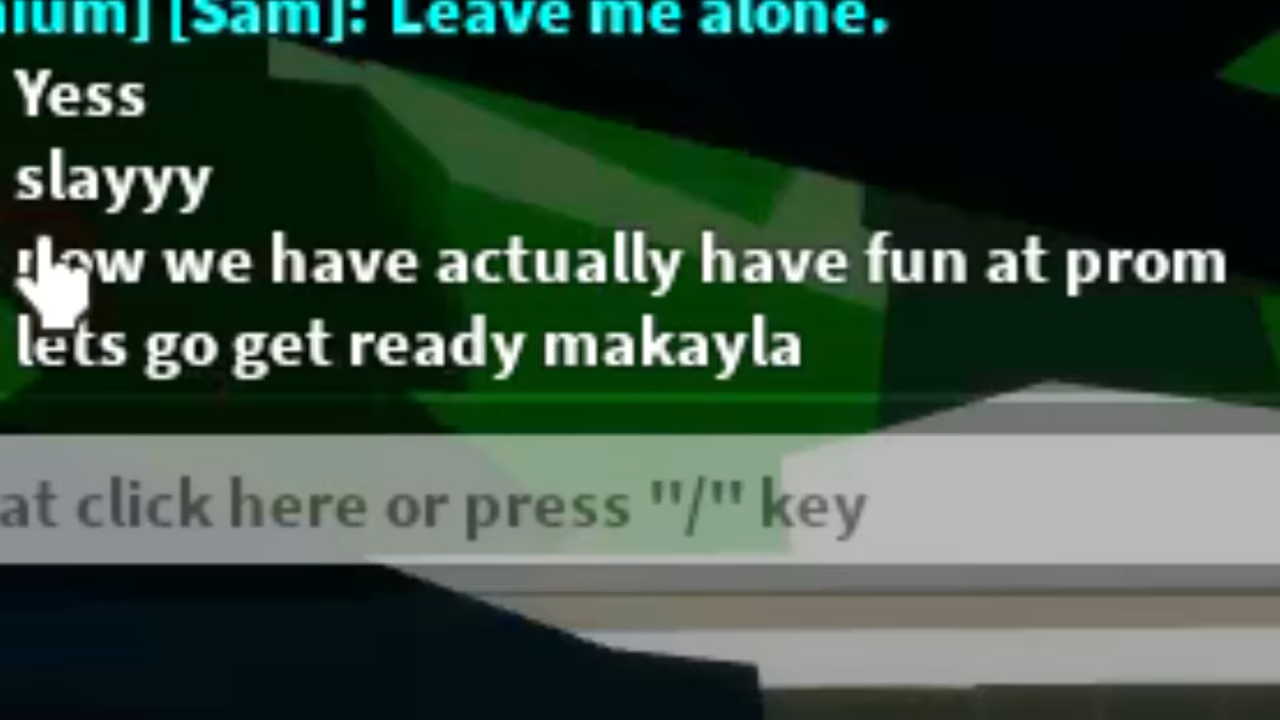 [Sam]: Leave me alone.
Yess
slayyy
now we have actually have fun at prom
lets go get ready makayla
click here or press "/" key